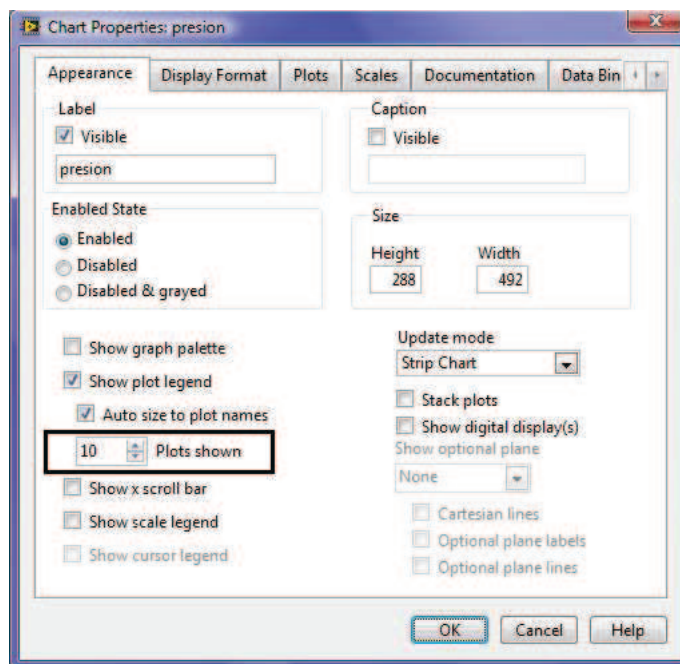 Chart Properties: presion
Appearance Display Format Plots Scales Documentation Data Bin
Label
Visible
presion
Caption
Visible
Enabled State
Enabled
Disabled
Disabled & grayed
Size
Height Width
288 492
Show graph palette
Show plot legend
Auto size to plot names
10 Plots shown
Show x scroll bar
Show scale legend
Show cursor legend
Update mode
Strip Chart
Stack plots
Show digital display(s)
Show optional plane
None
Cartesian lines
Optional plane labels
Optional plane lines
OK Cancel Help